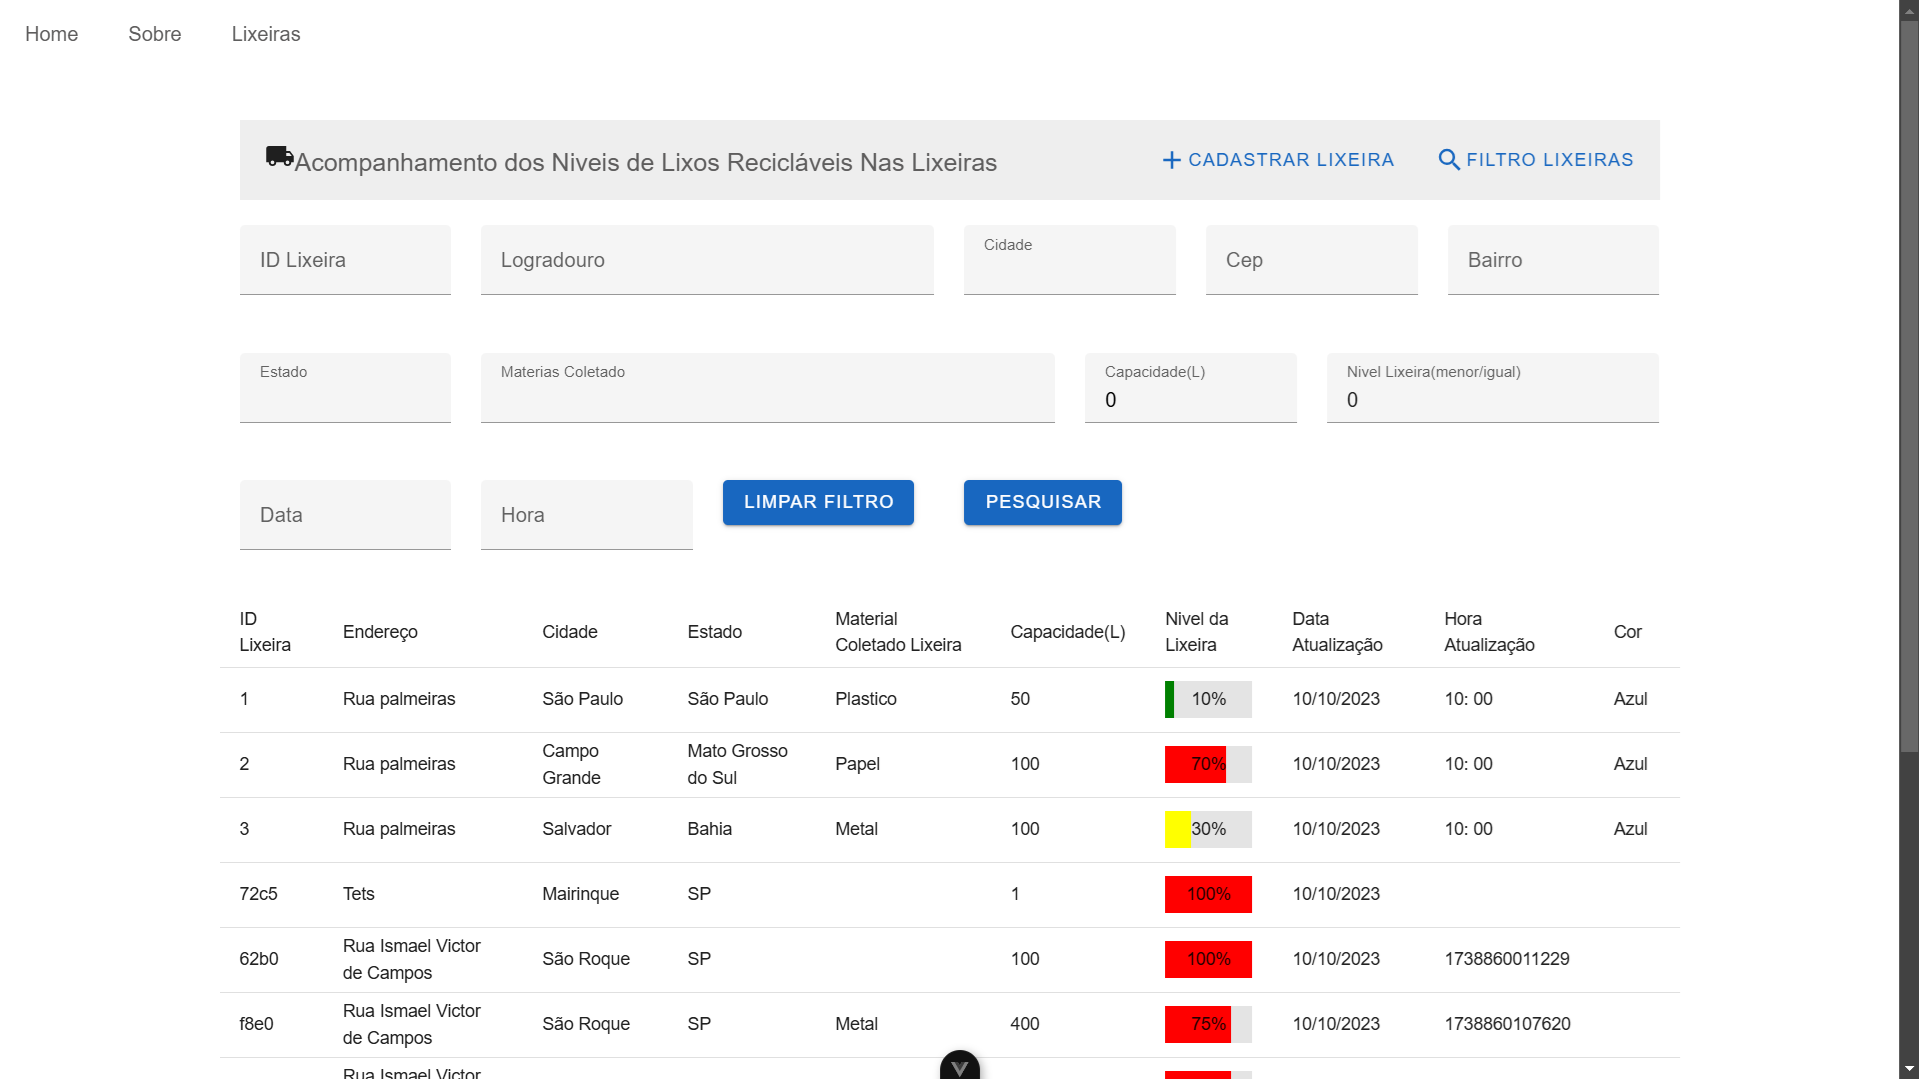 Home Sobre Lixeiras
Acompanhamento dos Niveis de Lixos Recicláveis Nas Lixeiras CADASTRAR LIXEIRA FILTRO LIXEIRAS
ID Lixeira Logradouro Cidade Cep Bairro
Estado Materias Coletado Capacidade(L) Nivel Lixeira(menor/igual)
0 0
Data Hora LIMPAR FILTRO PESQUISAR
ID Lixeira Endereço Cidade Estado Material Coletado Lixeira Capacidade(L) Nivel da Lixeira Data Atualização Hora Atualização Cor
1 Rua palmeiras São Paulo São Paulo Plastico 50 10% 10/10/2023 10: 00 Azul
2 Rua palmeiras Campo Grande Mato Grosso do Sul Papel 100 70% 10/10/2023 10: 00 Azul
3 Rua palmeiras Salvador Bahia Metal 100 30% 10/10/2023 10: 00 Azul
72c5 Tets Mairinque SP 1 100% 10/10/2023
62b0 Rua Ismael Victor de Campos São Roque SP 100 100% 10/10/2023 1738860011229
f8e0 Rua Ismael Victor de Campos São Roque SP Metal 400 75% 10/10/2023 1738860107620
Rua Ismael Victor